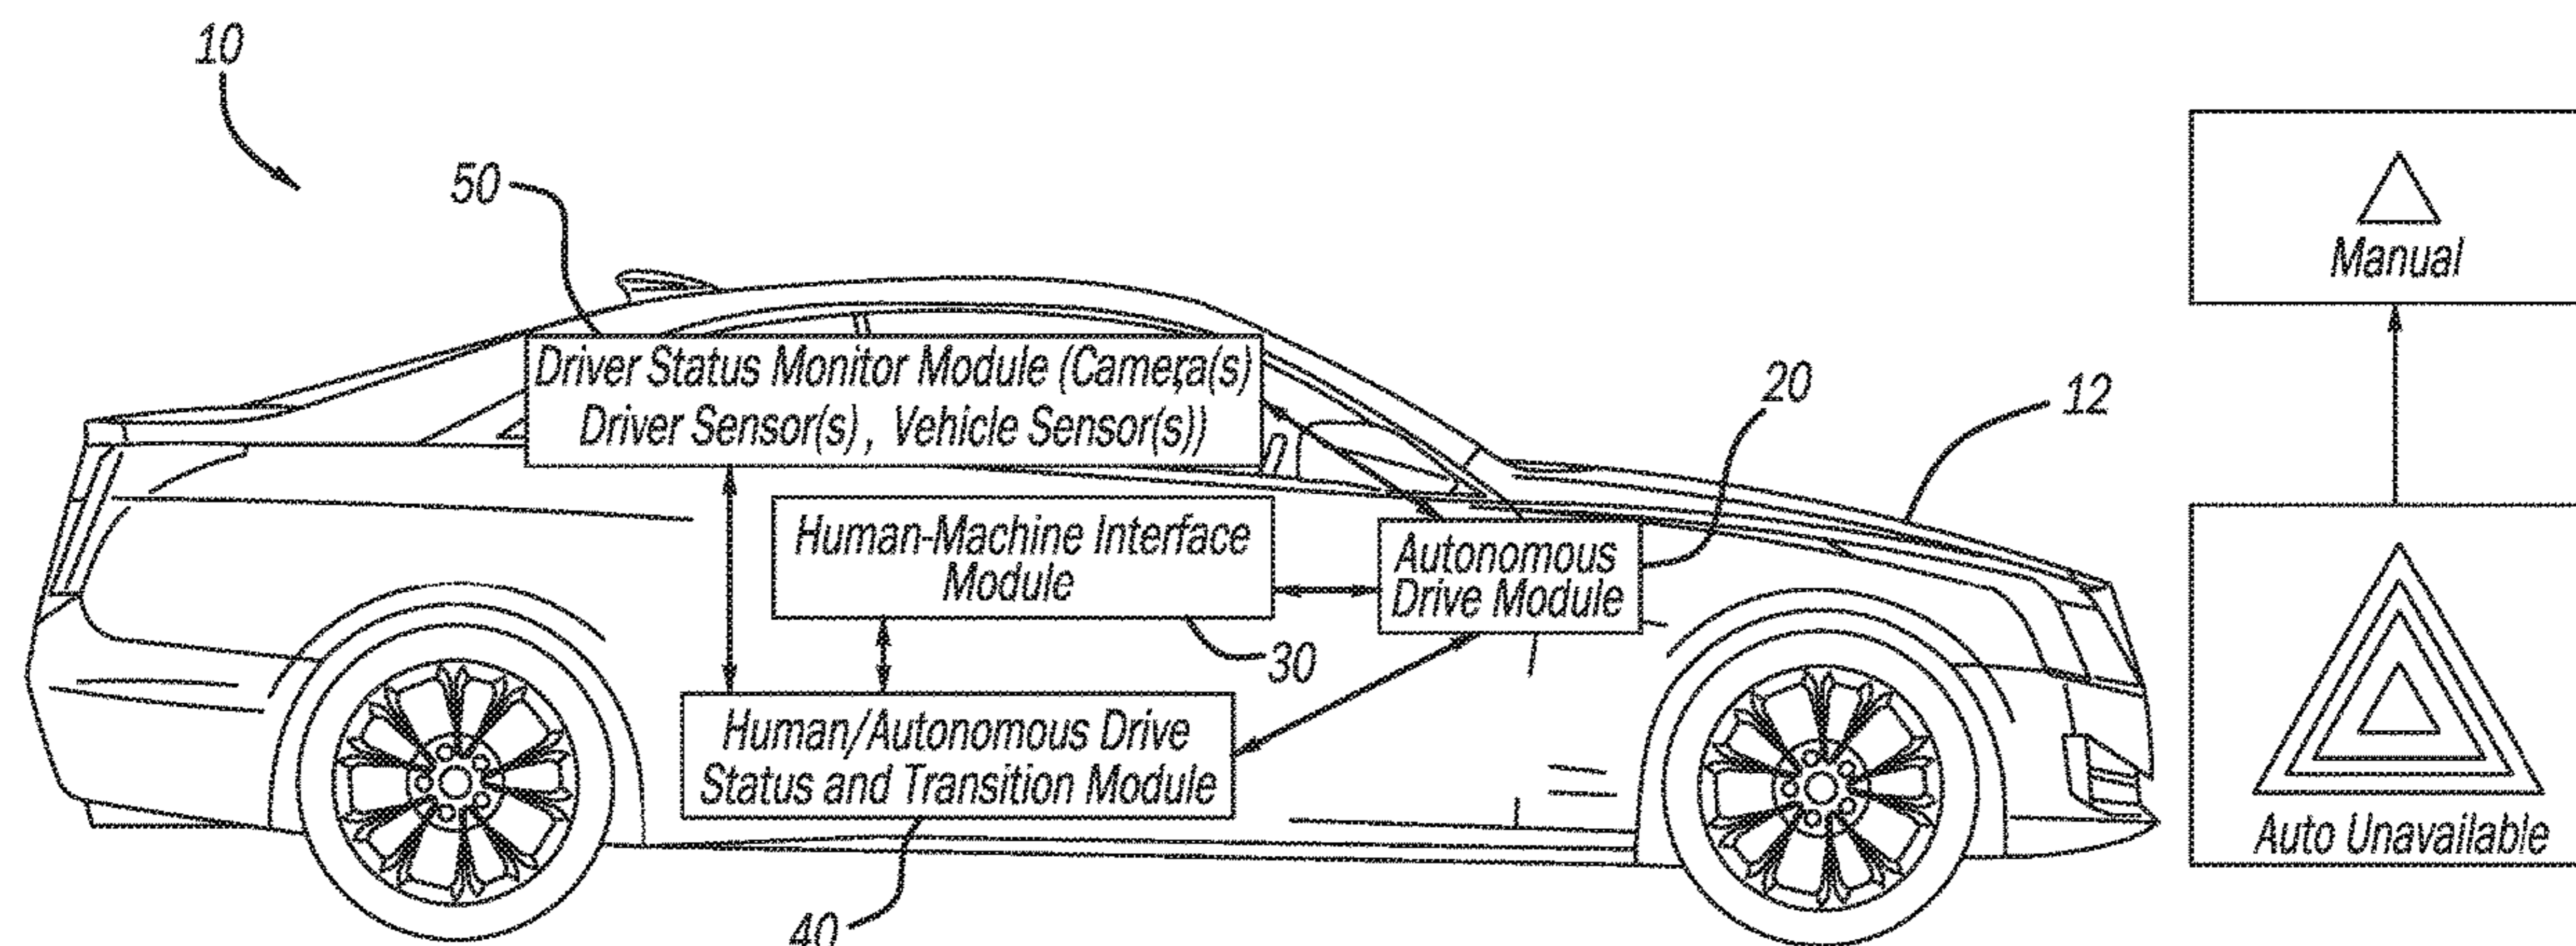 10
50
Driver Status Monitor Module (Camera(s),
Driver Sensor(s), Vehicle Sensor(s))
20
12
Human-Machine Interface
Module
Autonomous
Drive Module
30
Human/Autonomous Drive
Status and Transition Module
40
Manual
Auto Unavailable